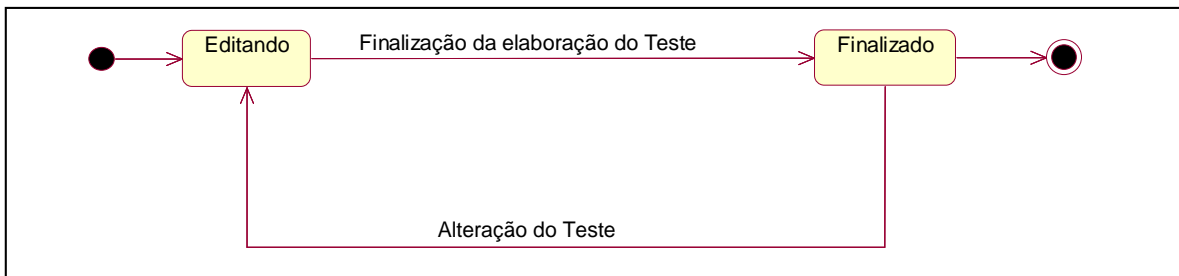 Editando
Finalização da elaboração do Teste
Finalizado
Alteração do Teste